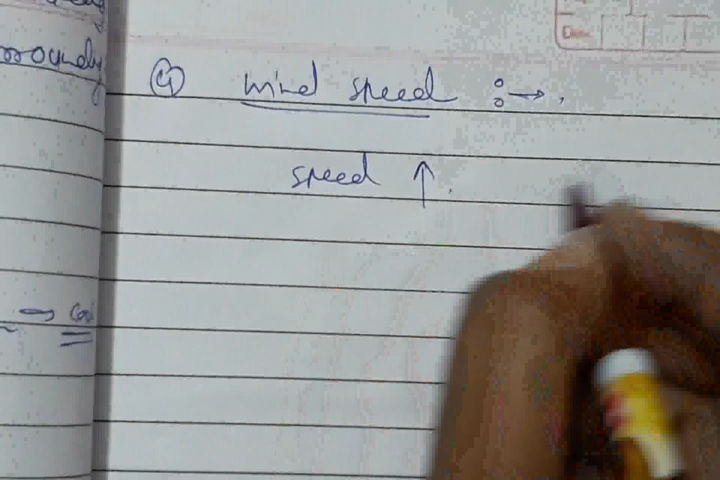 ④ wind speed :→.
speed ↑.